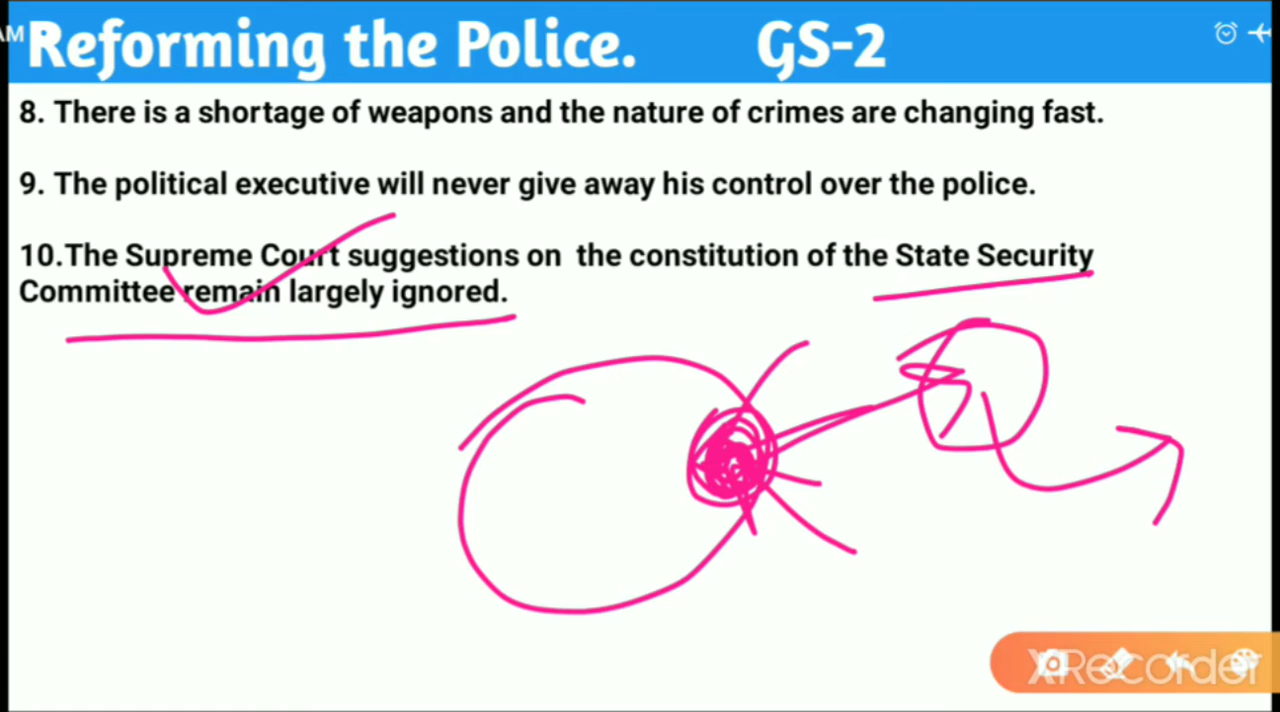 AM
Reforming the Police. GS-2
8. There is a shortage of weapons and the nature of crimes are changing fast.
9. The political executive will never give away his control over the police.
10.The Supreme Court suggestions on the constitution of the State Security
Committee remain largely ignored.
XRecorder